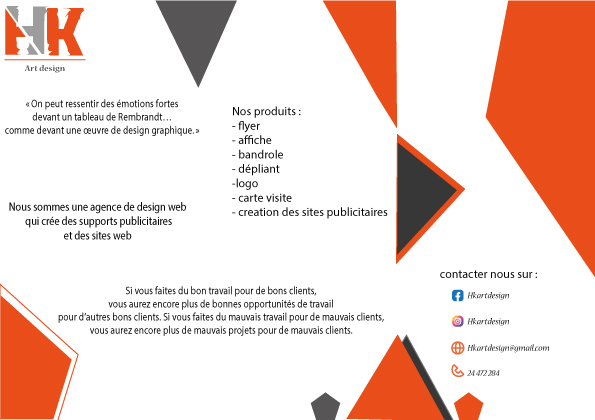 HK
Art design
« On peut ressentir des émotions fortes
devant un tableau de Rembrandt…
comme devant une œuvre de design graphique. »
Nous sommes une agence de design web
qui crée des supports publicitaires
et des sites web
Nos produits :
- flyer
- affiche
- bandrole
- dépliant
-logo
- carte visite
- creation des sites publicitaires
Si vous faites du bon travail pour de bons clients,
vous aurez encore plus de bonnes opportunités de travail
pour d’autres bons clients. Si vous faites du mauvais travail pour de mauvais clients,
vous aurez encore plus de mauvais projets pour de mauvais clients.
contacter nous sur :
Hkartdesign
Hkartdesign
Hkartdesign@gmail.com
24 472 284